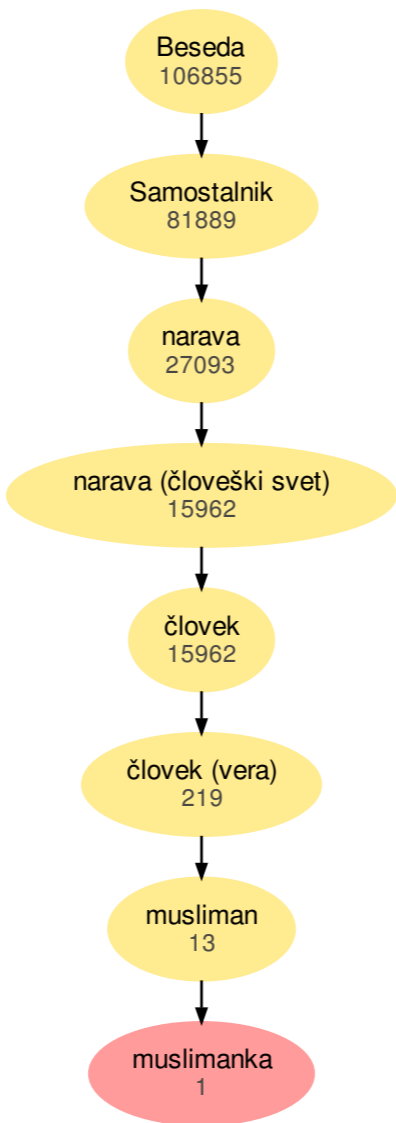 Beseda
106855
Samostalnik
81889
narava
27093
narava (človeški svet)
15962
človek
15962
človek (vera)
219
musliman
13
muslimanka
1